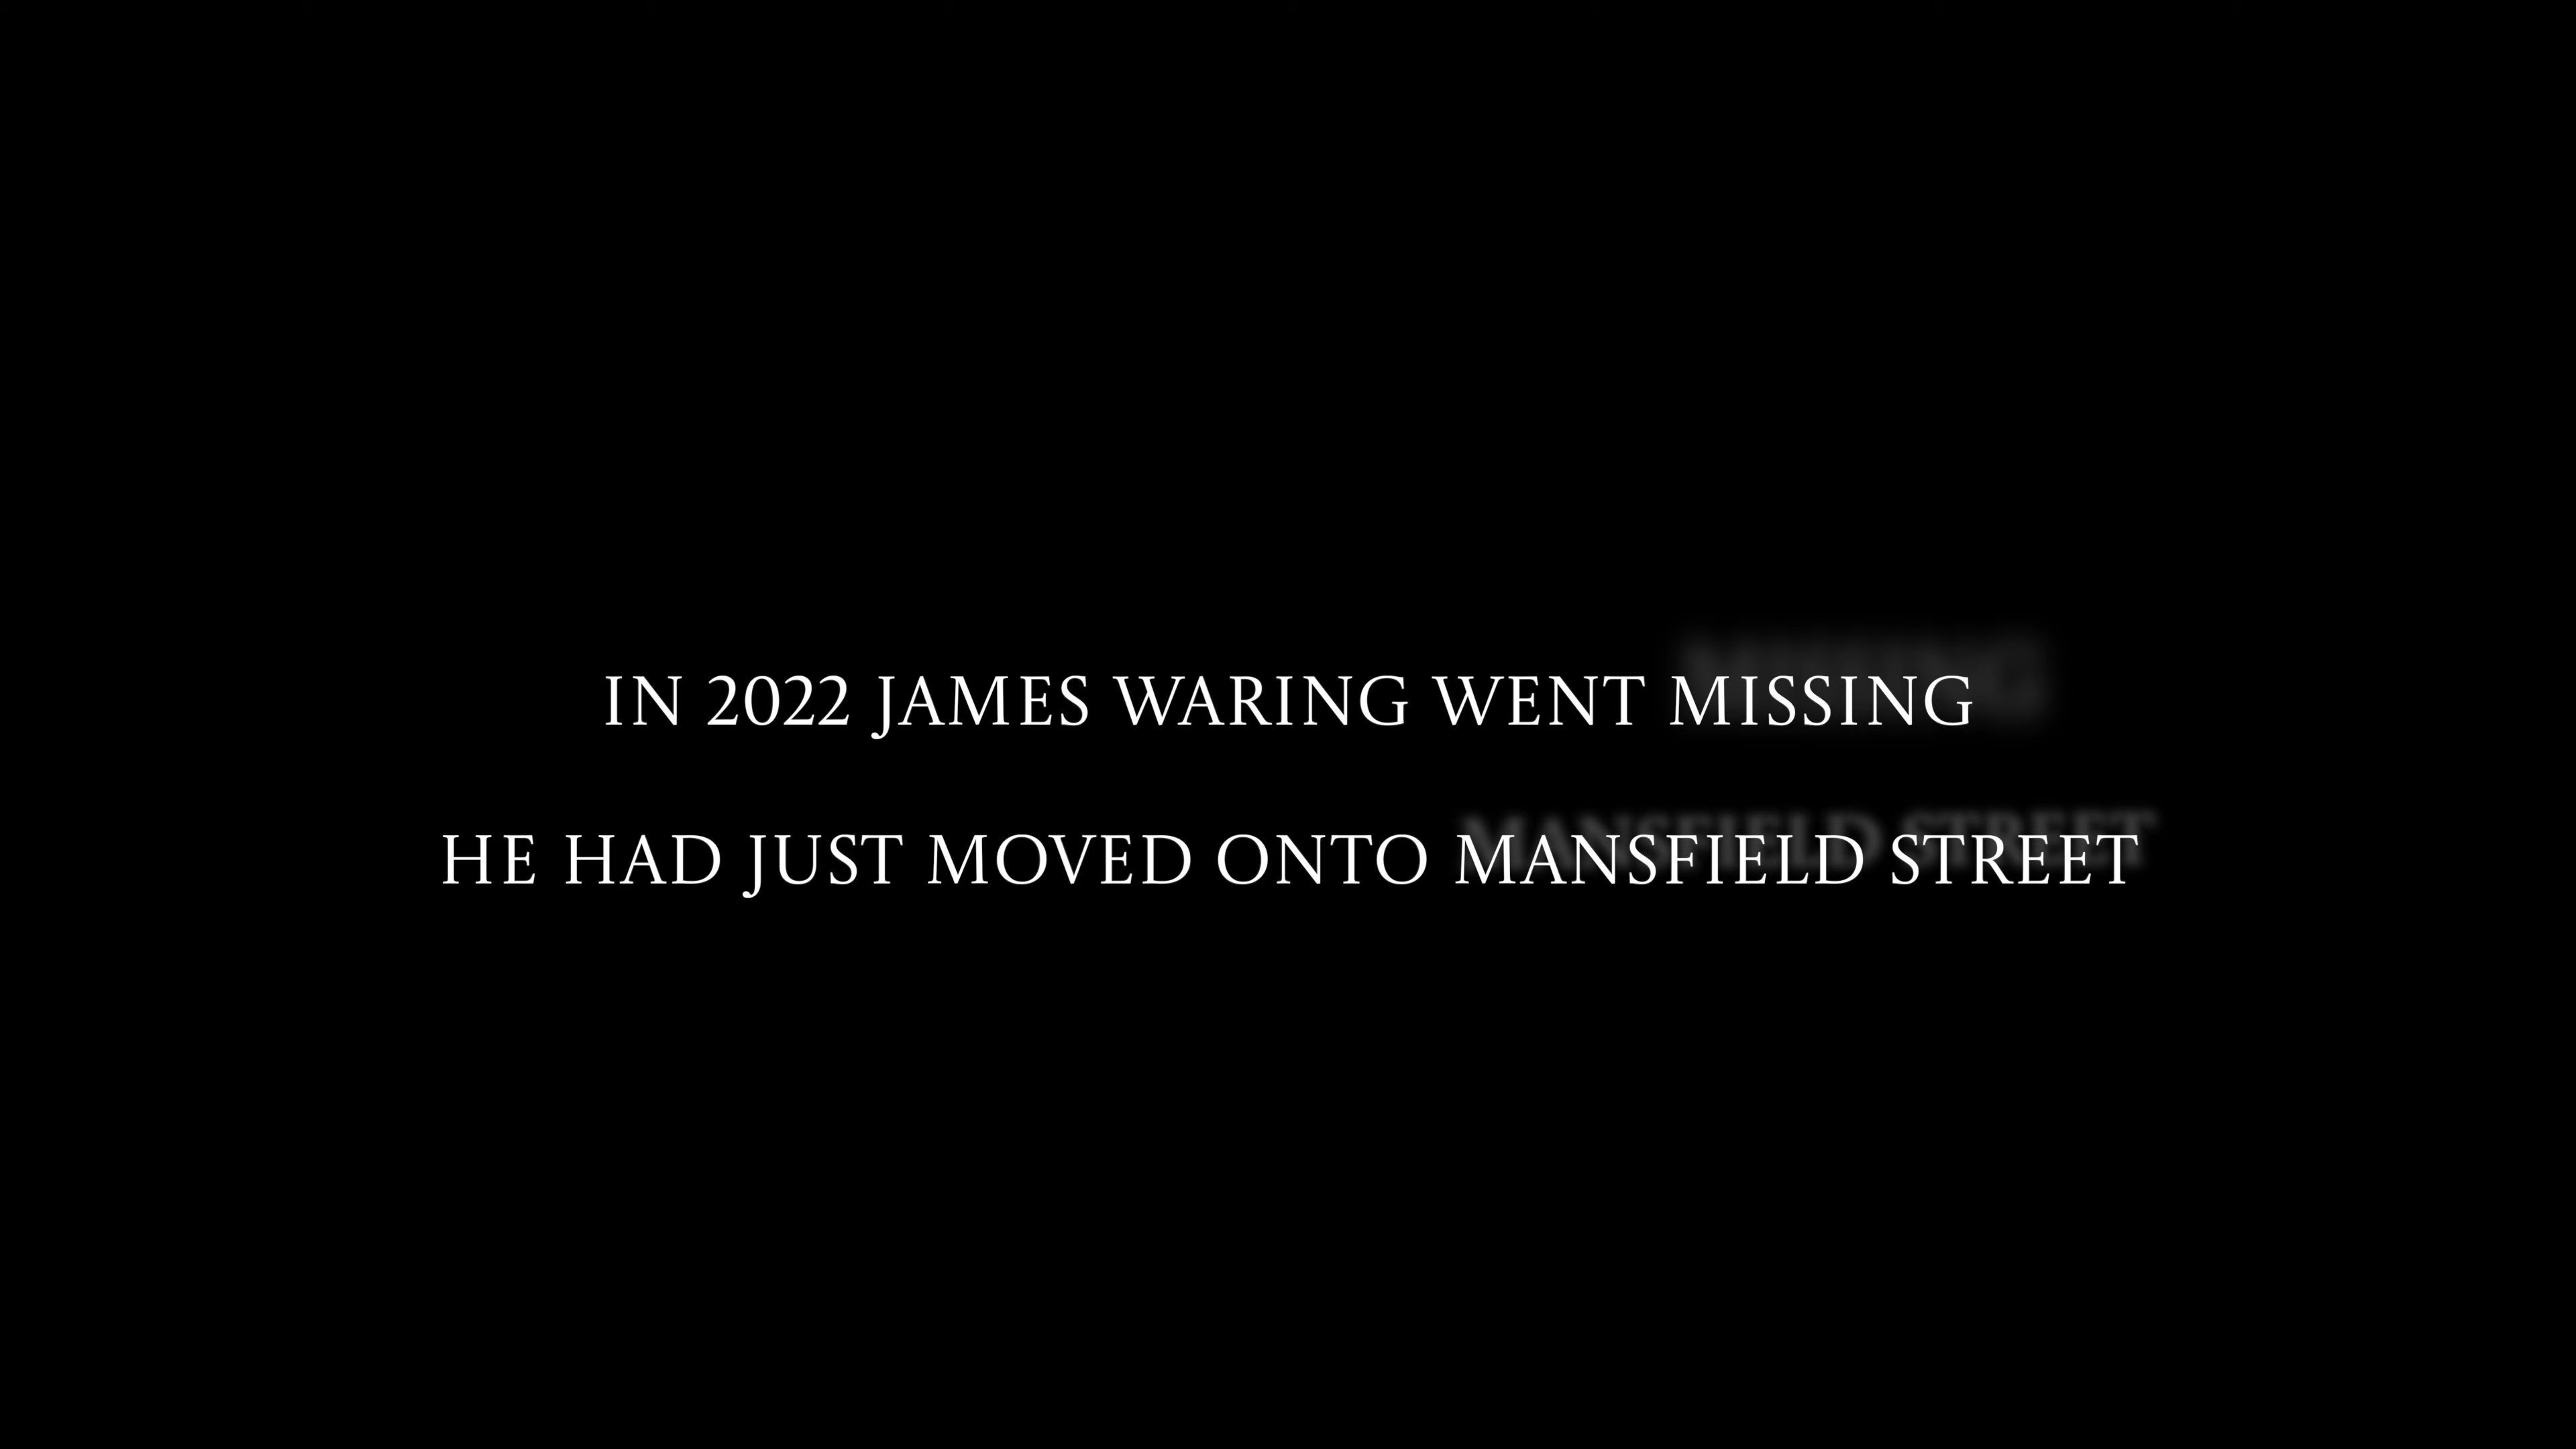 IN 2022 JAMES WARING WENT MISSING
HE HAD JUST MOVED ONTO MANSFIELD STREET